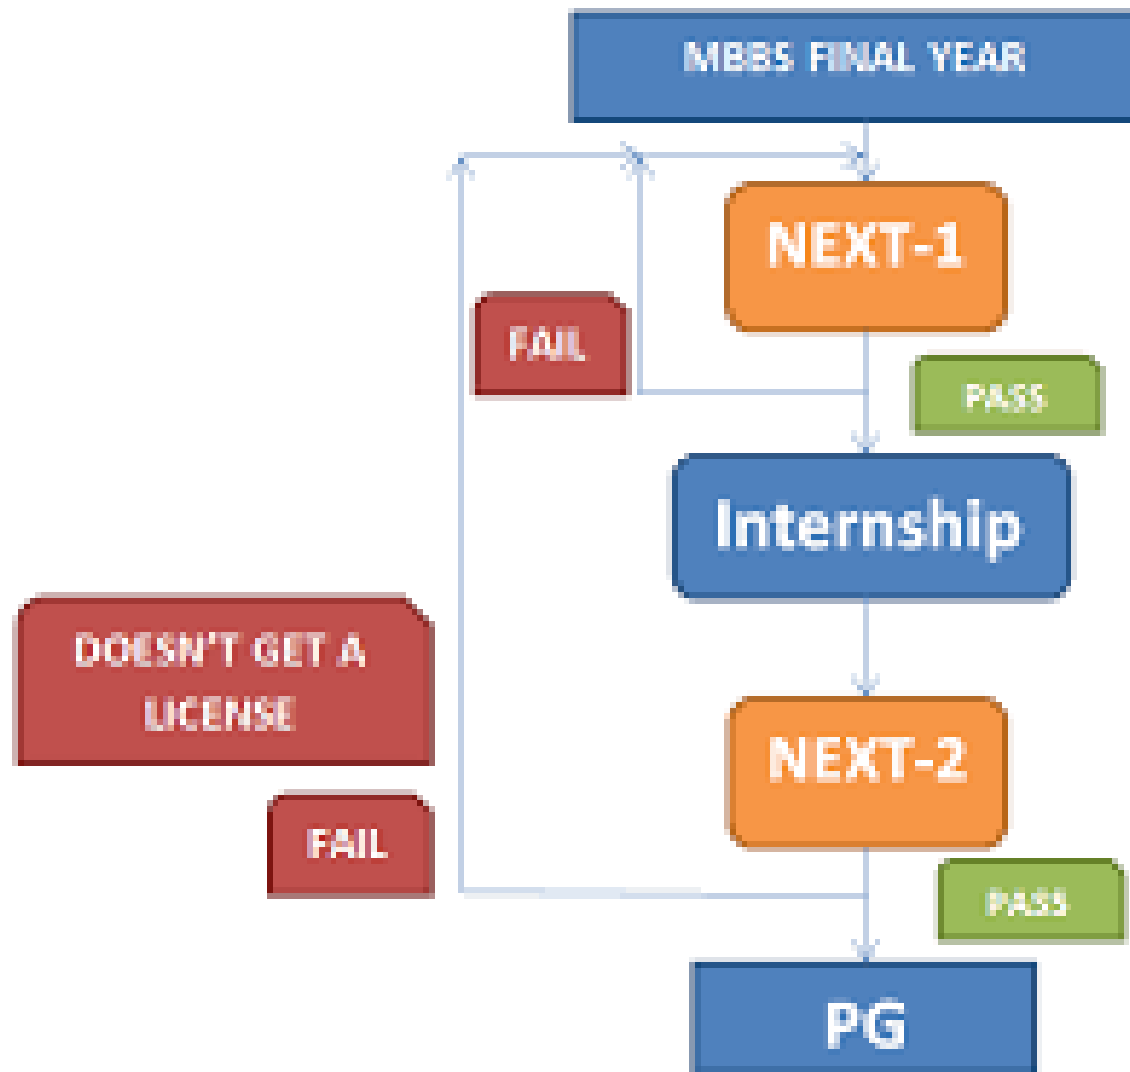 MBBS FINAL YEAR
NEXT-1
FAIL
PASS
Internship
DOESN'T GET A
LICENSE
NEXT-2
FAIL
PASS
PG